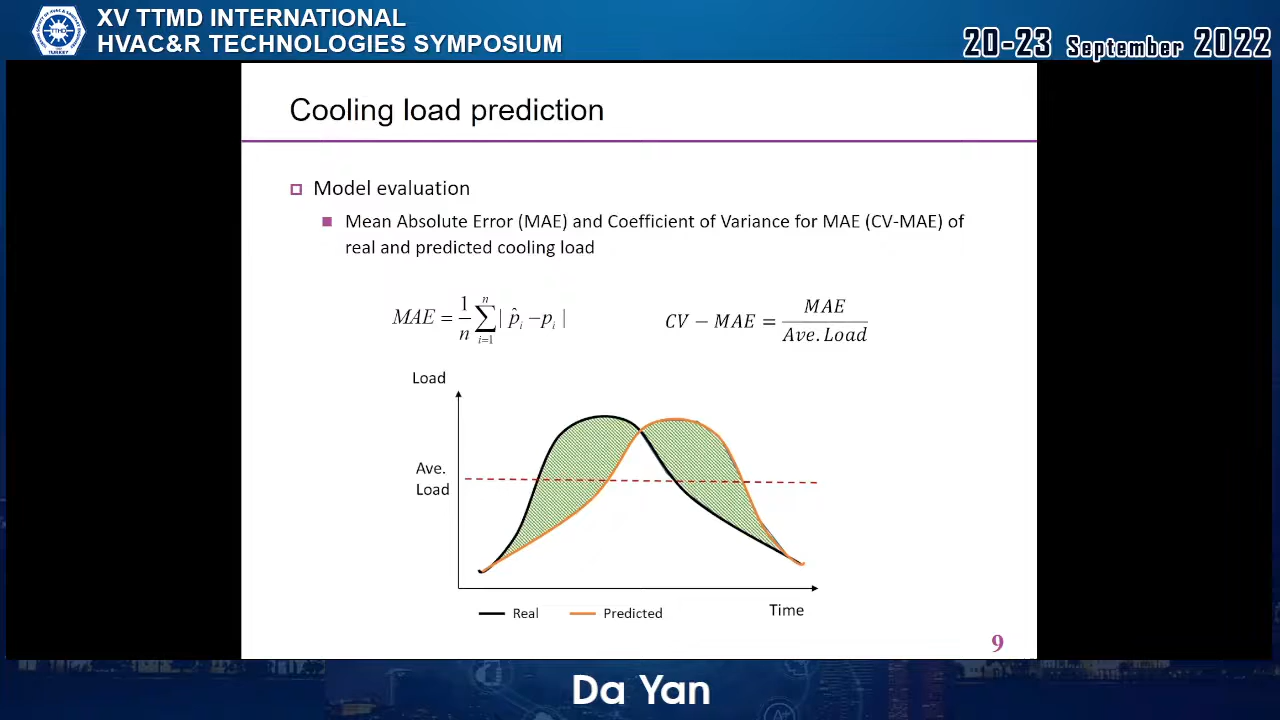 XV TTMD INTERNATIONAL
HVAC&R TECHNOLOGIES SYMPOSIUM
20-23 September 2022
Cooling load prediction
Model evaluation
Mean Absolute Error (MAE) and Coefficient of Variance for MAE (CV-MAE) of
real and predicted cooling load
MAE = 1/n ∑_{i=1}^{n} | p̂_i − p_i |
CV − MAE = MAE / Ave. Load
Load
Ave.
Load
Time
Real
Predicted
9
Da Yan